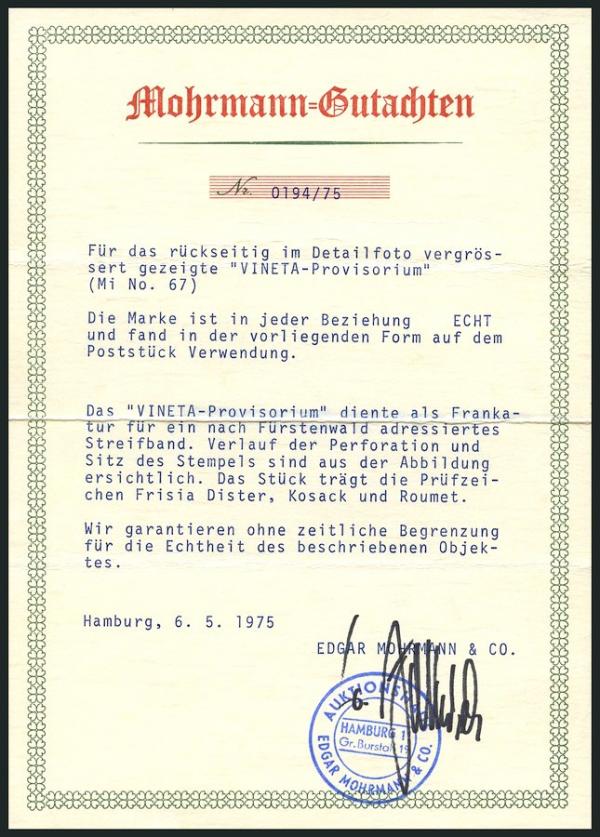 Mohrmann=Gutachten
Nr. 0194/75
Für das rückseitig im Detailfoto vergrös-
sert gezeigte "VINETA-Provisorium"
(Mi No. 67)
Die Marke ist in jeder Beziehung ECHT
und fand in der vorliegenden Form auf dem
Poststück Verwendung.
Das "VINETA-Provisorium" diente als Franka-
tur für ein nach Fürstenwald adressiertes
Streifband. Verlauf der Perforation und
Sitz des Stempels sind aus der Abbildung
ersichtlich. Das Stück trägt die Prüfzei-
chen Frisia Dister, Kosack und Roumet.
Wir garantieren ohne zeitliche Begrenzung
für die Echtheit des beschriebenen Objek-
tes.
Hamburg, 6. 5. 1975
EDGAR MOHRMANN & CO.
AUKTIONSHAUS
HAMBURG 1
Gr. Burstah 19
EDGAR MOHRMANN & CO.